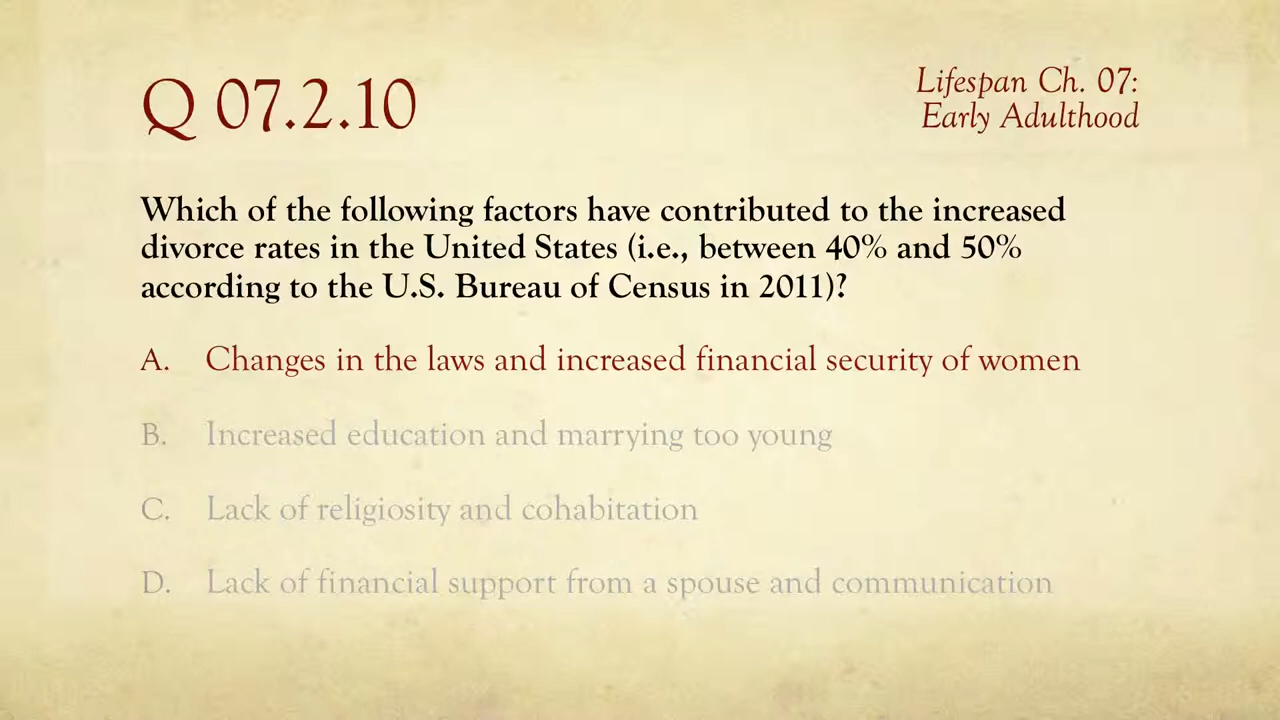 Q 07.2.10
Lifespan Ch. 07:
Early Adulthood
Which of the following factors have contributed to the increased
divorce rates in the United States (i.e., between 40% and 50%
according to the U.S. Bureau of Census in 2011)?
A. Changes in the laws and increased financial security of women
B. Increased education and marrying too young
C. Lack of religiosity and cohabitation
D. Lack of financial support from a spouse and communication